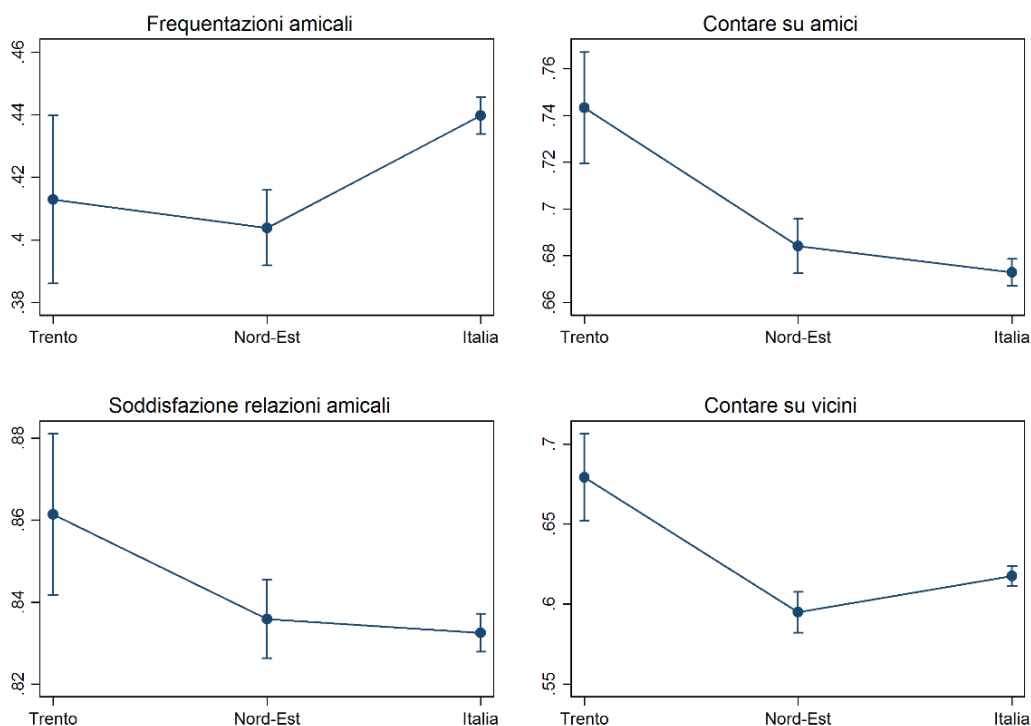 Frequentazioni amicali
.46
.44
.42
.4
.38
Trento Nord-Est Italia
Contare su amici
.76
.74
.72
.7
.68
.66
Trento Nord-Est Italia
Soddisfazione relazioni amicali
.88
.86
.84
.82
Trento Nord-Est Italia
Contare su vicini
.7
.65
.6
.55
Trento Nord-Est Italia